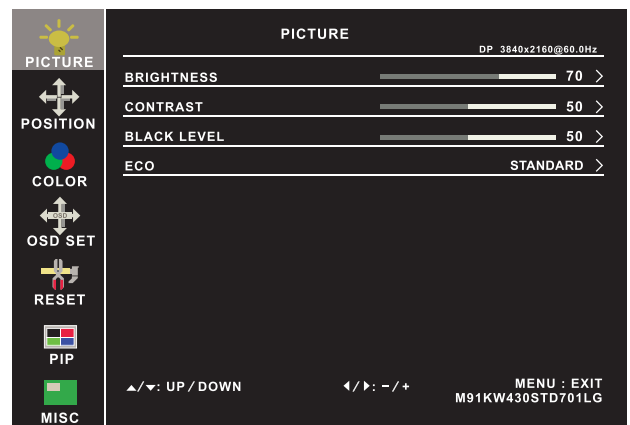 PICTURE
POSITION
COLOR
OSD
OSD SET
RESET
PIP
MISC
PICTURE
DP 3840x2160@60.0Hz
BRIGHTNESS 70 >
CONTRAST 50 >
BLACK LEVEL 50 >
ECO STANDARD >
▲/▼: UP / DOWN ◀/▶: - / + MENU : EXIT
M91KW430STD701LG